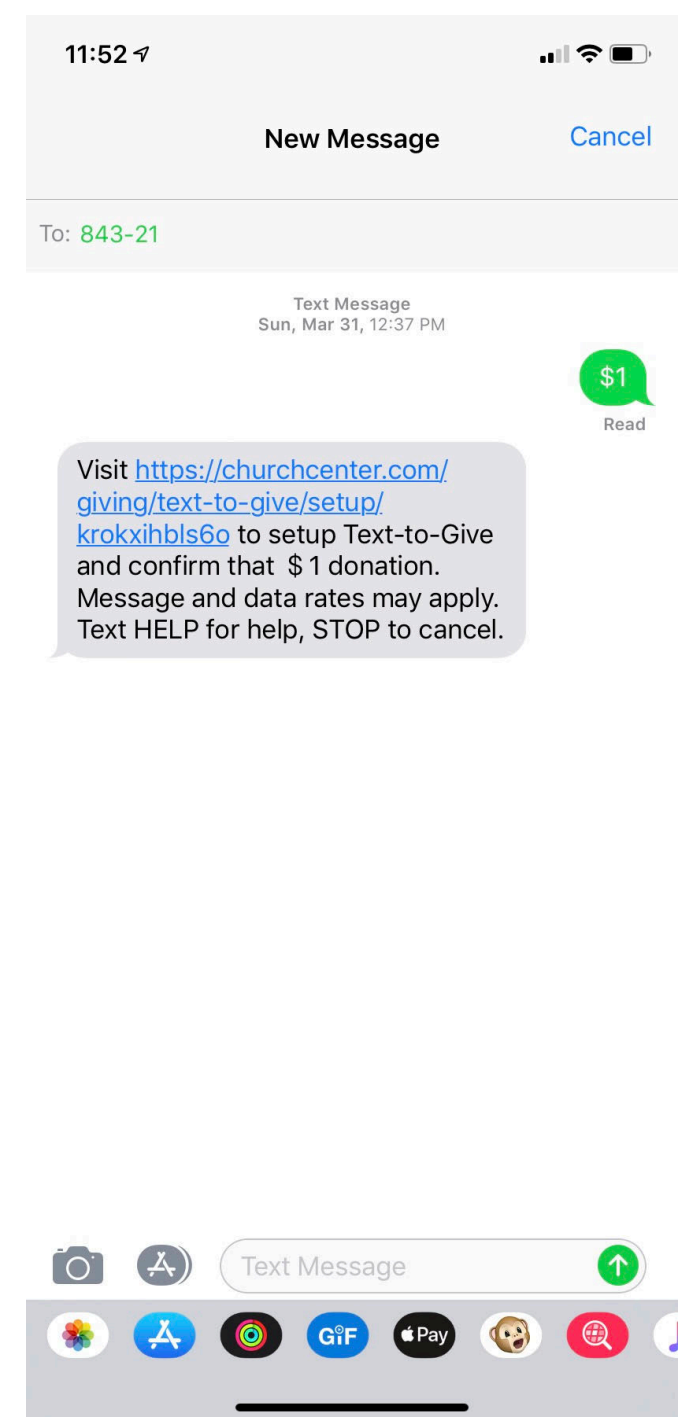 11:52
New Message
Cancel
To: 843-21
Text Message
Sun, Mar 31, 12:37 PM
$1
Read
Visit https://churchcenter.com/
giving/text-to-give/setup/
krokxihbls6o to setup Text-to-Give
and confirm that  $ 1 donation.
Message and data rates may apply.
Text HELP for help, STOP to cancel.
Text Message
GIF
Pay